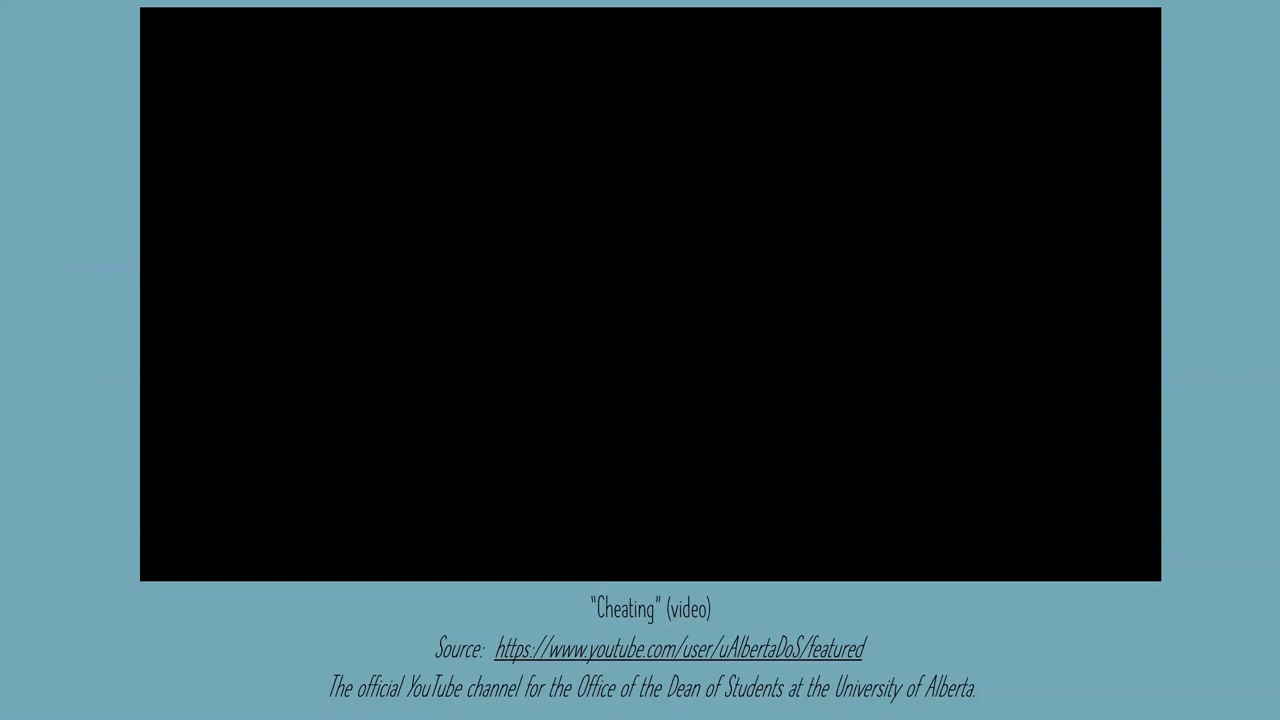 "Cheating" (video)
Source: https://www.youtube.com/user/uAlbertaDoS/featured
The official YouTube channel for the Office of the Dean of Students at the University of Alberta.